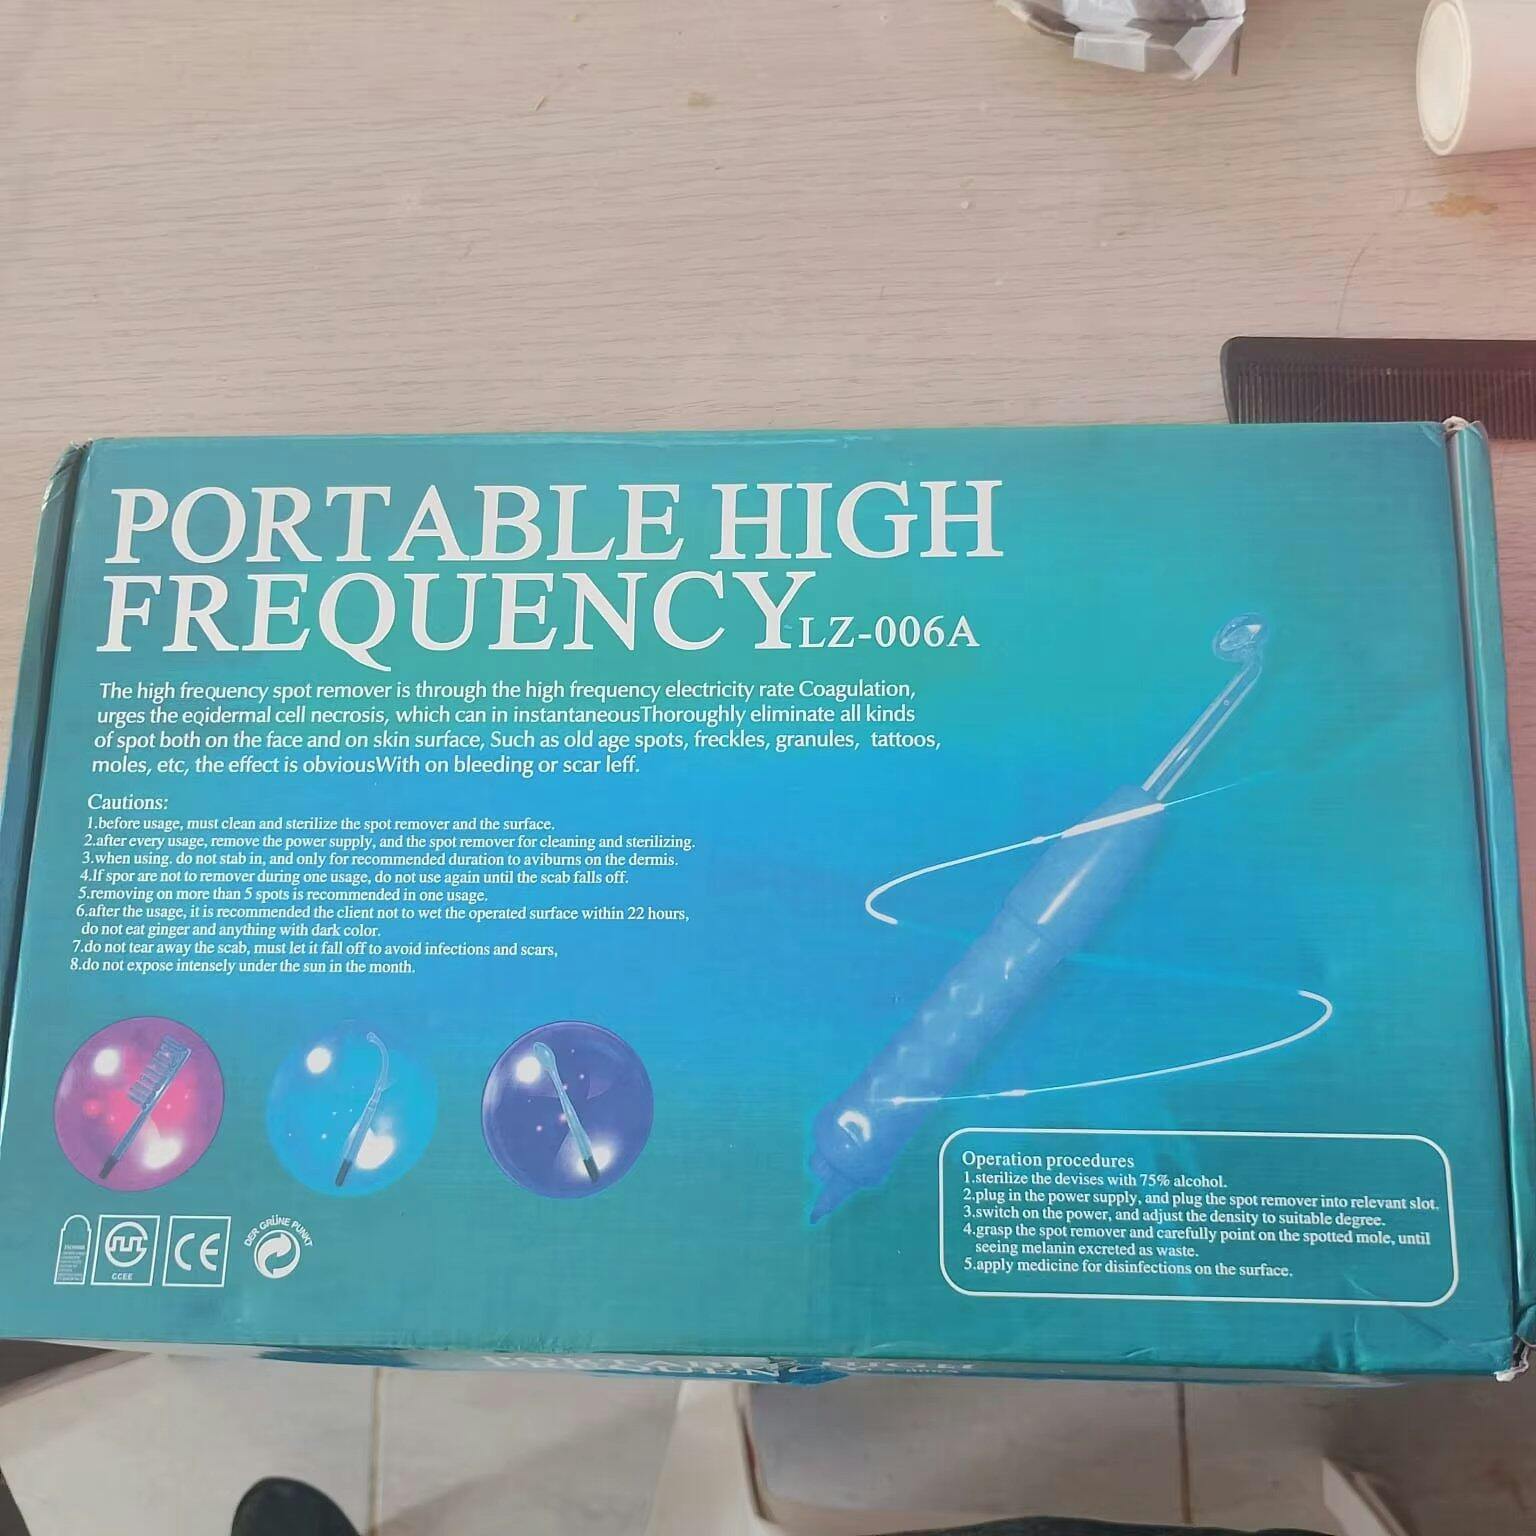 PORTABLE HIGH
FREQUENCY LZ-006A
The high frequency spot remover is through the high frequency electricity rate Coagulation,
urges the eqidermal cell necrosis, which can in instantaneousThoroughly eliminate all kinds
of spot both on the face and on skin surface, Such as old age spots, freckles, granules, tattoos,
moles, etc, the effect is obviousWith on bleeding or scar leff.
Cautions:
1.before usage, must clean and sterilize the spot remover and the surface.
2.after every usage, remove the power supply, and the spot remover for cleaning and sterilizing.
3.when using. do not stab in, and only for recommended duration to aviburns on the dermis.
4.If spor are not to remover during one usage, do not use again until the scab falls off.
5.removing on more than 5 spots is recommended in one usage.
6.after the usage, it is recommended the client not to wet the operated surface within 22 hours,
do not eat ginger and anything with dark color.
7.do not tear away the scab, must let it fall off to avoid infections and scars,
8.do not expose intensely under the sun in the month.
CCEE
CE
DER GRÜNE PUNKT
Operation procedures
1.sterilize the devises with 75% alcohol.
2.plug in the power supply, and plug the spot remover into relevant slot.
3.switch on the power, and adjust the density to suitable degree.
4.grasp the spot remover and carefully point on the spotted mole, until
seeing melanin excreted as waste.
5.apply medicine for disinfections on the surface.
PORTABLE HIGH
FREQUENCY